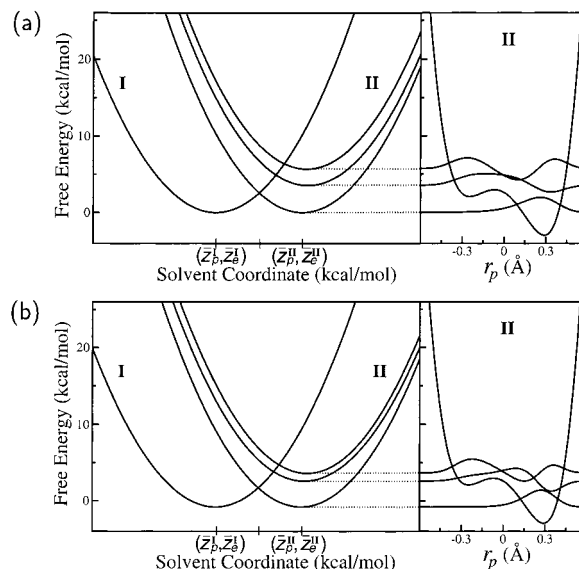 (a)
Free Energy (kcal/mol)
20
10
0
I
II
II
(z̄ᴵₚ,z̄ᴵₑ) (z̄ᴵᴵₚ,z̄ᴵᴵₑ)
Solvent Coordinate (kcal/mol)
-0.3 0 0.3
rₚ (Å)
(b)
Free Energy (kcal/mol)
20
10
0
I
II
II
(z̄ᴵₚ,z̄ᴵₑ) (z̄ᴵᴵₚ,z̄ᴵᴵₑ)
Solvent Coordinate (kcal/mol)
-0.3 0 0.3
rₚ (Å)